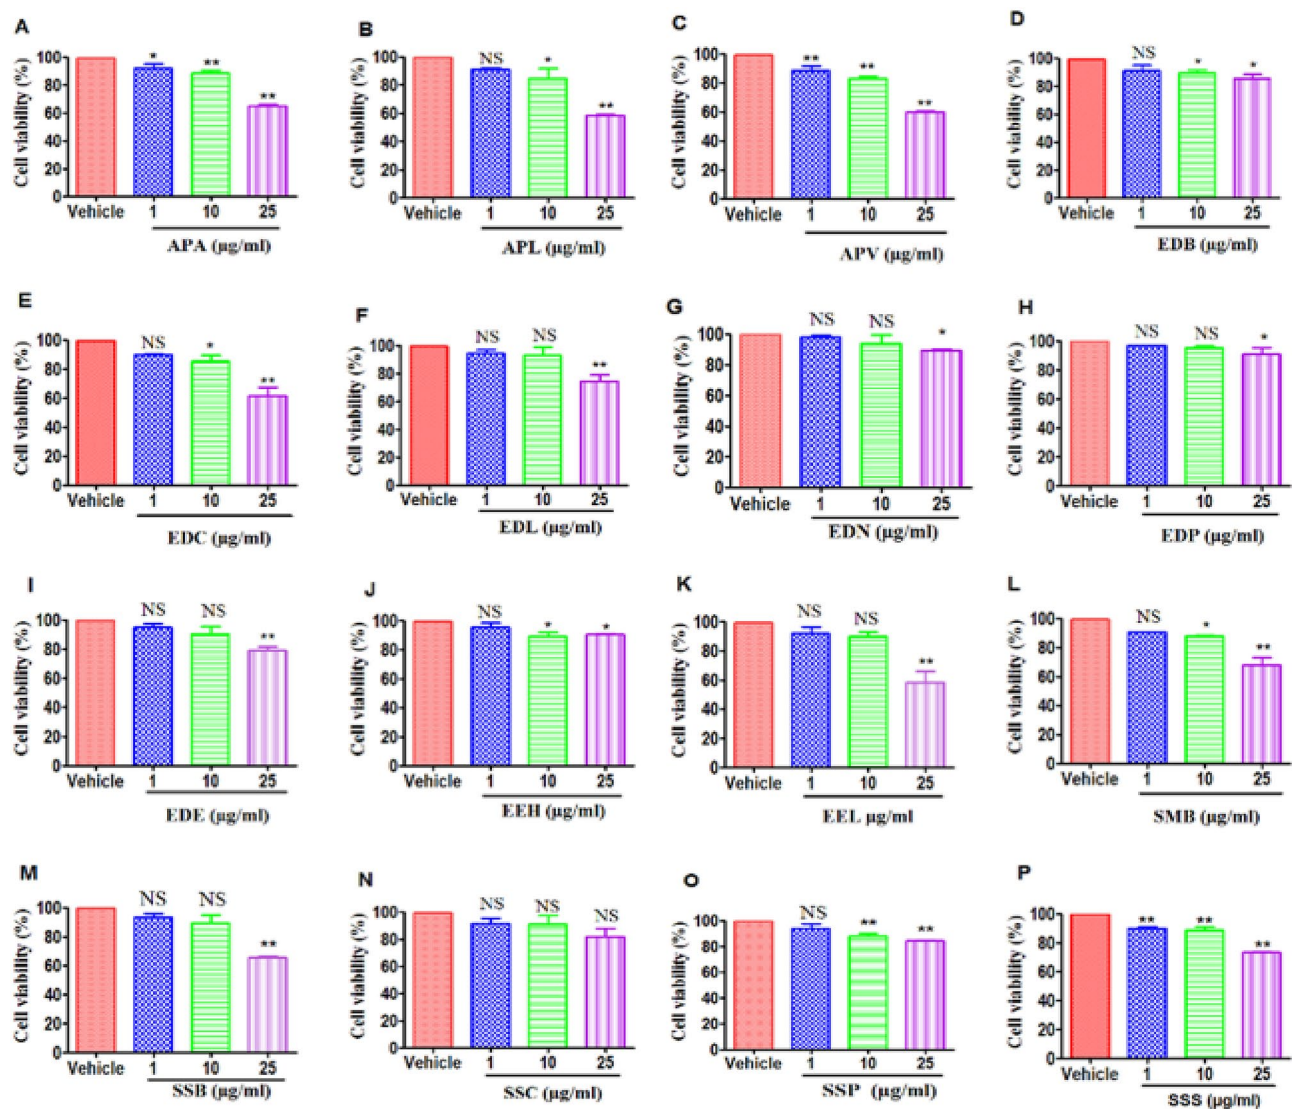 A
Cell viability (%)
100
80
60
40
20
0
* ** **
Vehicle 1 10 25
APA (µg/ml)
B
Cell viability (%)
100
80
60
40
20
0
NS * **
Vehicle 1 10 25
APL (µg/ml)
C
Cell viability (%)
100
80
60
40
20
0
** ** **
Vehicle 1 10 25
APV (µg/ml)
D
Cell viability (%)
100
80
60
40
20
0
NS * *
Vehicle 1 10 25
EDB (µg/ml)
E
Cell viability (%)
100
80
60
40
20
0
NS * **
Vehicle 1 10 25
EDC (µg/ml)
F
Cell viability (%)
100
80
60
40
20
0
NS NS **
Vehicle 1 10 25
EDL (µg/ml)
G
Cell viability (%)
100
80
60
40
20
0
NS NS *
Vehicle 1 10 25
EDN (µg/ml)
H
Cell viability (%)
100
80
60
40
20
0
NS NS *
Vehicle 1 10 25
EDP (µg/ml)
I
Cell viability (%)
100
80
60
40
20
0
NS NS **
Vehicle 1 10 25
EDE (µg/ml)
J
Cell viability (%)
100
80
60
40
20
0
NS * *
Vehicle 1 10 25
EEH (µg/ml)
K
Cell viability (%)
100
80
60
40
20
0
NS NS **
Vehicle 1 10 25
EEL µg/ml
L
Cell viability (%)
100
80
60
40
20
0
NS * **
Vehicle 1 10 25
SMB (µg/ml)
M
Cell viability (%)
100
80
60
40
20
0
NS NS **
Vehicle 1 10 25
SSB (µg/ml)
N
Cell viability (%)
100
80
60
40
20
0
NS NS NS
Vehicle 1 10 25
SSC (µg/ml)
O
Cell viability (%)
100
80
60
40
20
0
NS ** **
Vehicle 1 10 25
SSP (µg/ml)
P
Cell viability (%)
100
80
60
40
20
0
** ** **
Vehicle 1 10 25
SSS (µg/ml)